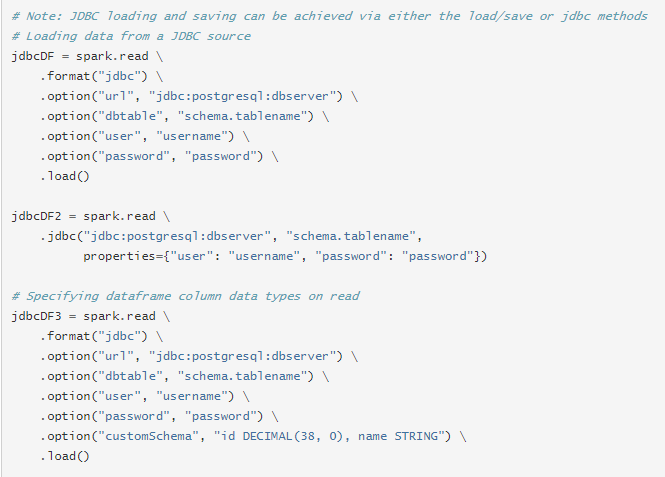 # Note: JDBC loading and saving can be achieved via either the load/save or jdbc methods
# Loading data from a JDBC source
jdbcDF = spark.read \
    .format("jdbc") \
    .option("url", "jdbc:postgresql:dbserver") \
    .option("dbtable", "schema.tablename") \
    .option("user", "username") \
    .option("password", "password") \
    .load()

jdbcDF2 = spark.read \
    .jdbc("jdbc:postgresql:dbserver", "schema.tablename",
          properties={"user": "username", "password": "password"})

# Specifying dataframe column data types on read
jdbcDF3 = spark.read \
    .format("jdbc") \
    .option("url", "jdbc:postgresql:dbserver") \
    .option("dbtable", "schema.tablename") \
    .option("user", "username") \
    .option("password", "password") \
    .option("customSchema", "id DECIMAL(38, 0), name STRING") \
    .load()